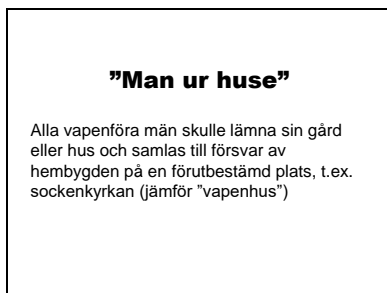 ”Man ur huse”
Alla vapenföra män skulle lämna sin gård
eller hus och samlas till försvar av
hembygden på en förutbestämd plats, t.ex.
sockenkyrkan (jämför ”vapenhus”)